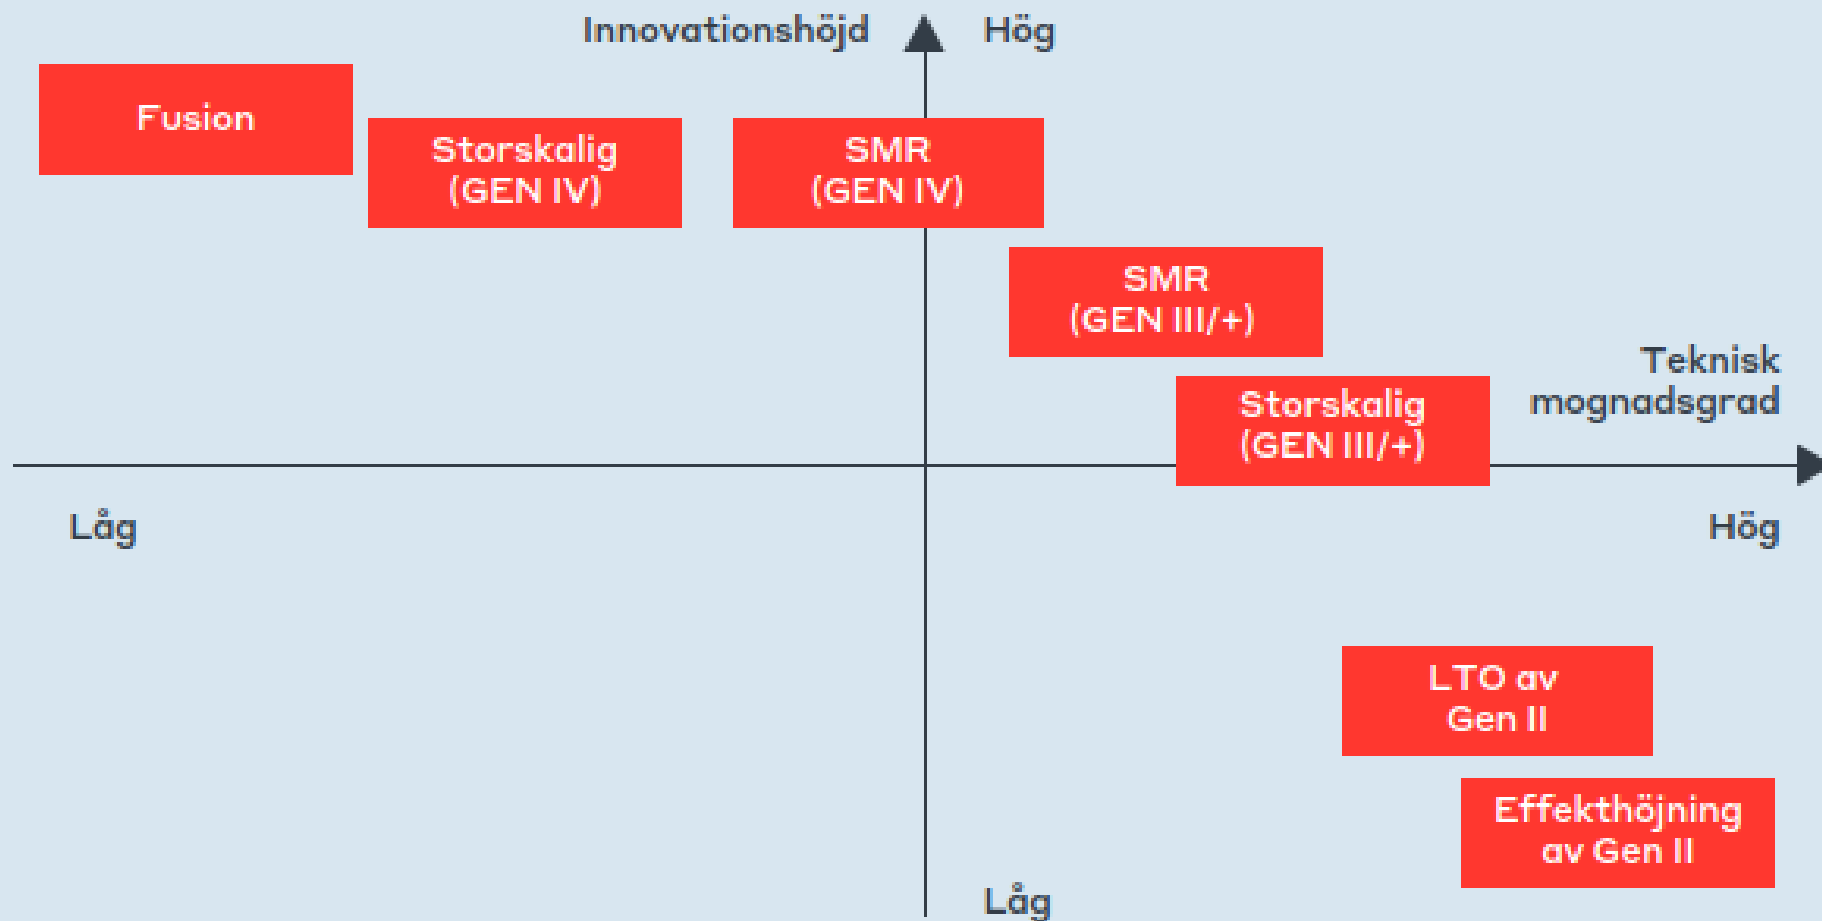 Innovationshöjd
Hög
Fusion
Storskalig
(GEN IV)
SMR
(GEN IV)
SMR
(GEN III/+)
Teknisk
mognadsgrad
Storskalig
(GEN III/+)
Låg
Hög
LTO av
Gen II
Effekthöjning
av Gen II
Låg